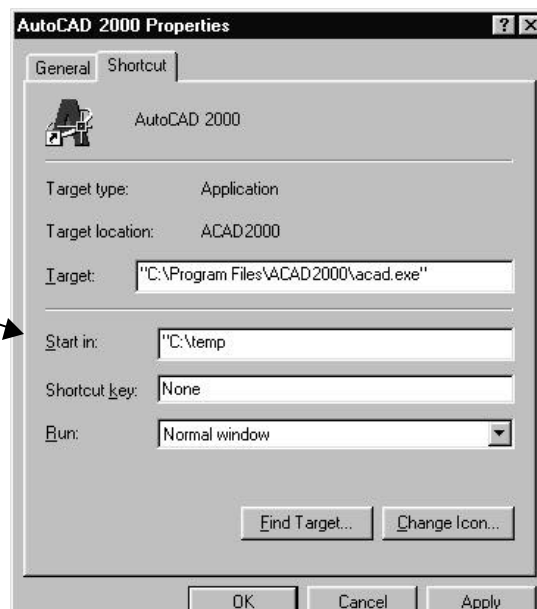 AutoCAD 2000 Properties
General Shortcut
AutoCAD 2000
Target type: Application
Target location: ACAD2000
Target: "C:\Program Files\ACAD2000\acad.exe"
Start in: "C:\temp
Shortcut key: None
Run: Normal window
Find Target... Change Icon...
OK Cancel Apply